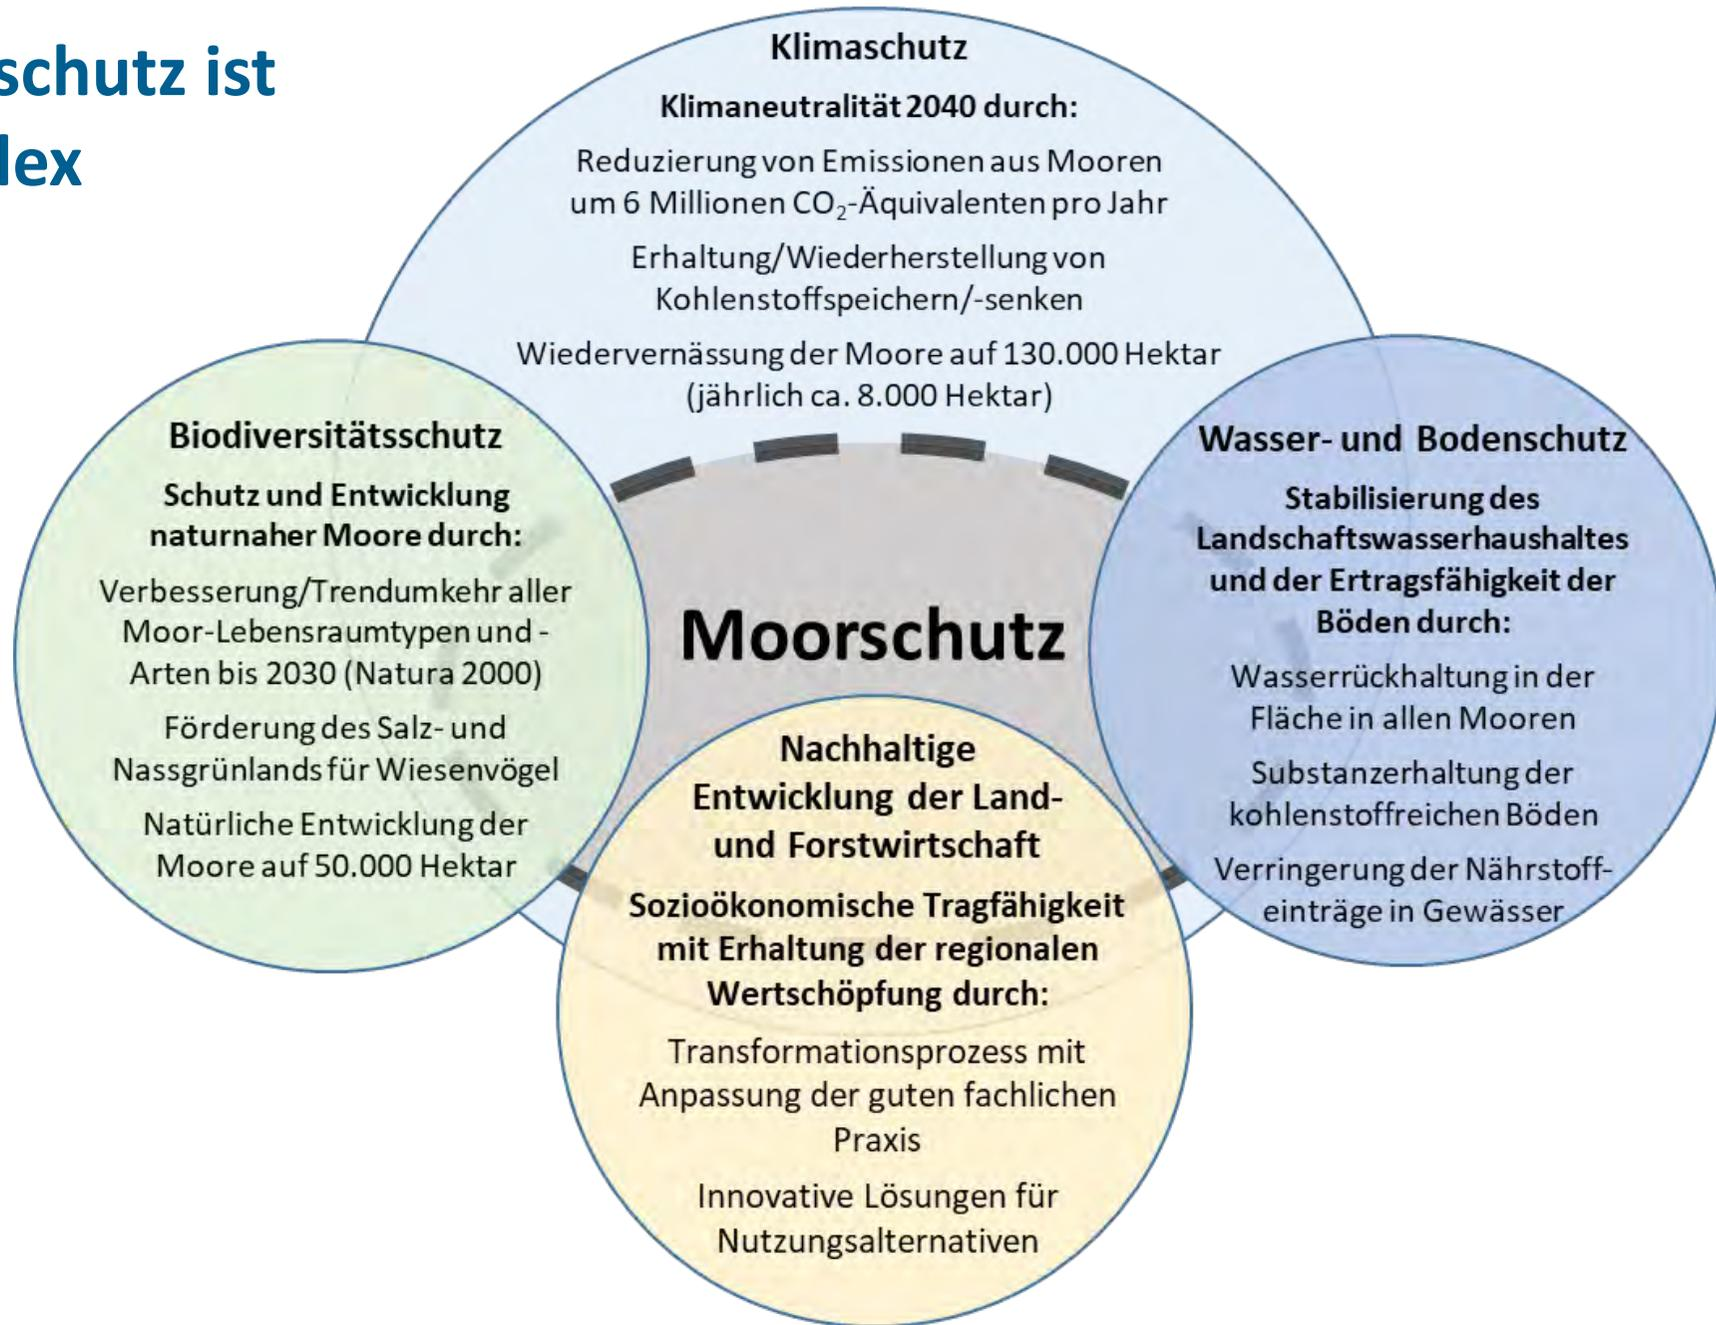 schutz ist
lex
Klimaschutz
Klimaneutralität 2040 durch:
Reduzierung von Emissionen aus Mooren
um 6 Millionen CO₂-Äquivalenten pro Jahr
Erhaltung/Wiederherstellung von
Kohlenstoffspeichern/-senken
Wiedervernässung der Moore auf 130.000 Hektar
(jährlich ca. 8.000 Hektar)
Biodiversitätsschutz
Schutz und Entwicklung
naturnaher Moore durch:
Verbesserung/Trendumkehr aller
Moor-Lebensraumtypen und -
Arten bis 2030 (Natura 2000)
Förderung des Salz- und
Nassgrünlands für Wiesenvögel
Natürliche Entwicklung der
Moore auf 50.000 Hektar
Moorschutz
Wasser- und Bodenschutz
Stabilisierung des
Landschaftswasserhaushaltes
und der Ertragsfähigkeit der
Böden durch:
Wasserrückhaltung in der
Fläche in allen Mooren
Substanzerhaltung der
kohlenstoffreichen Böden
Verringerung der Nährstoff-
einträge in Gewässer
Nachhaltige
Entwicklung der Land-
und Forstwirtschaft
Sozioökonomische Tragfähigkeit
mit Erhaltung der regionalen
Wertschöpfung durch:
Transformationsprozess mit
Anpassung der guten fachlichen
Praxis
Innovative Lösungen für
Nutzungsalternativen